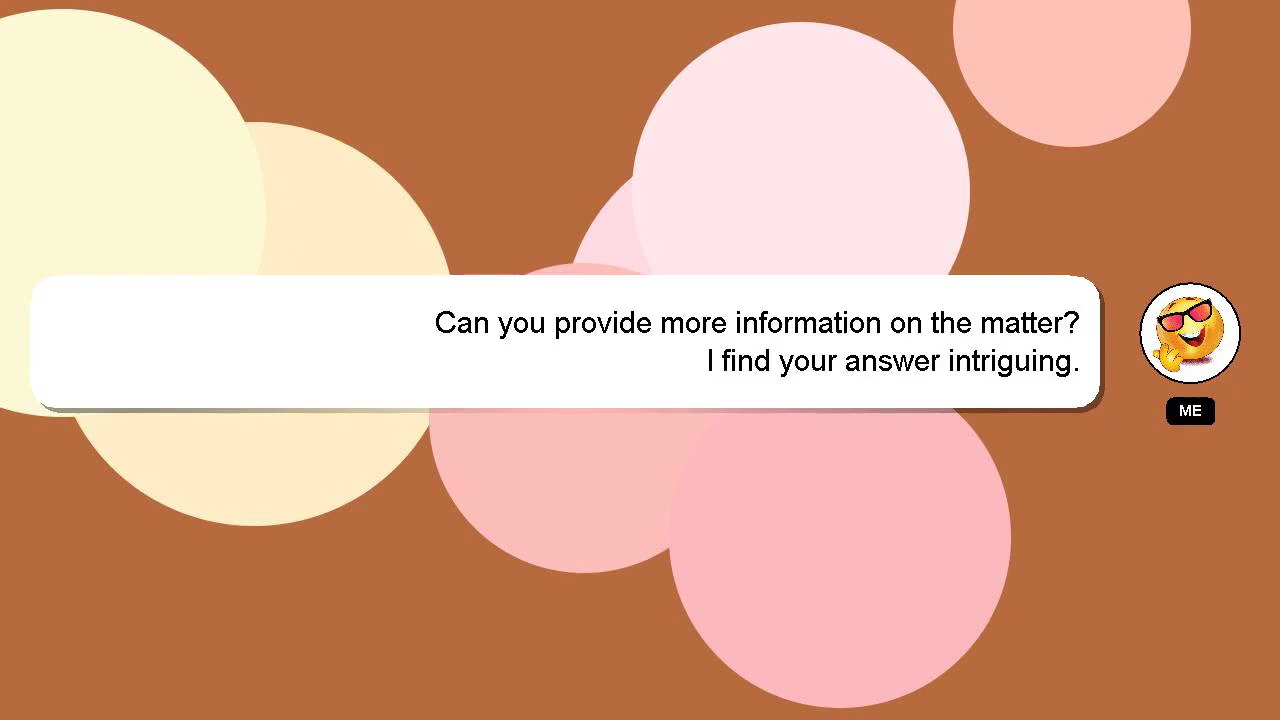 Can you provide more information on the matter?
I find your answer intriguing.
ME